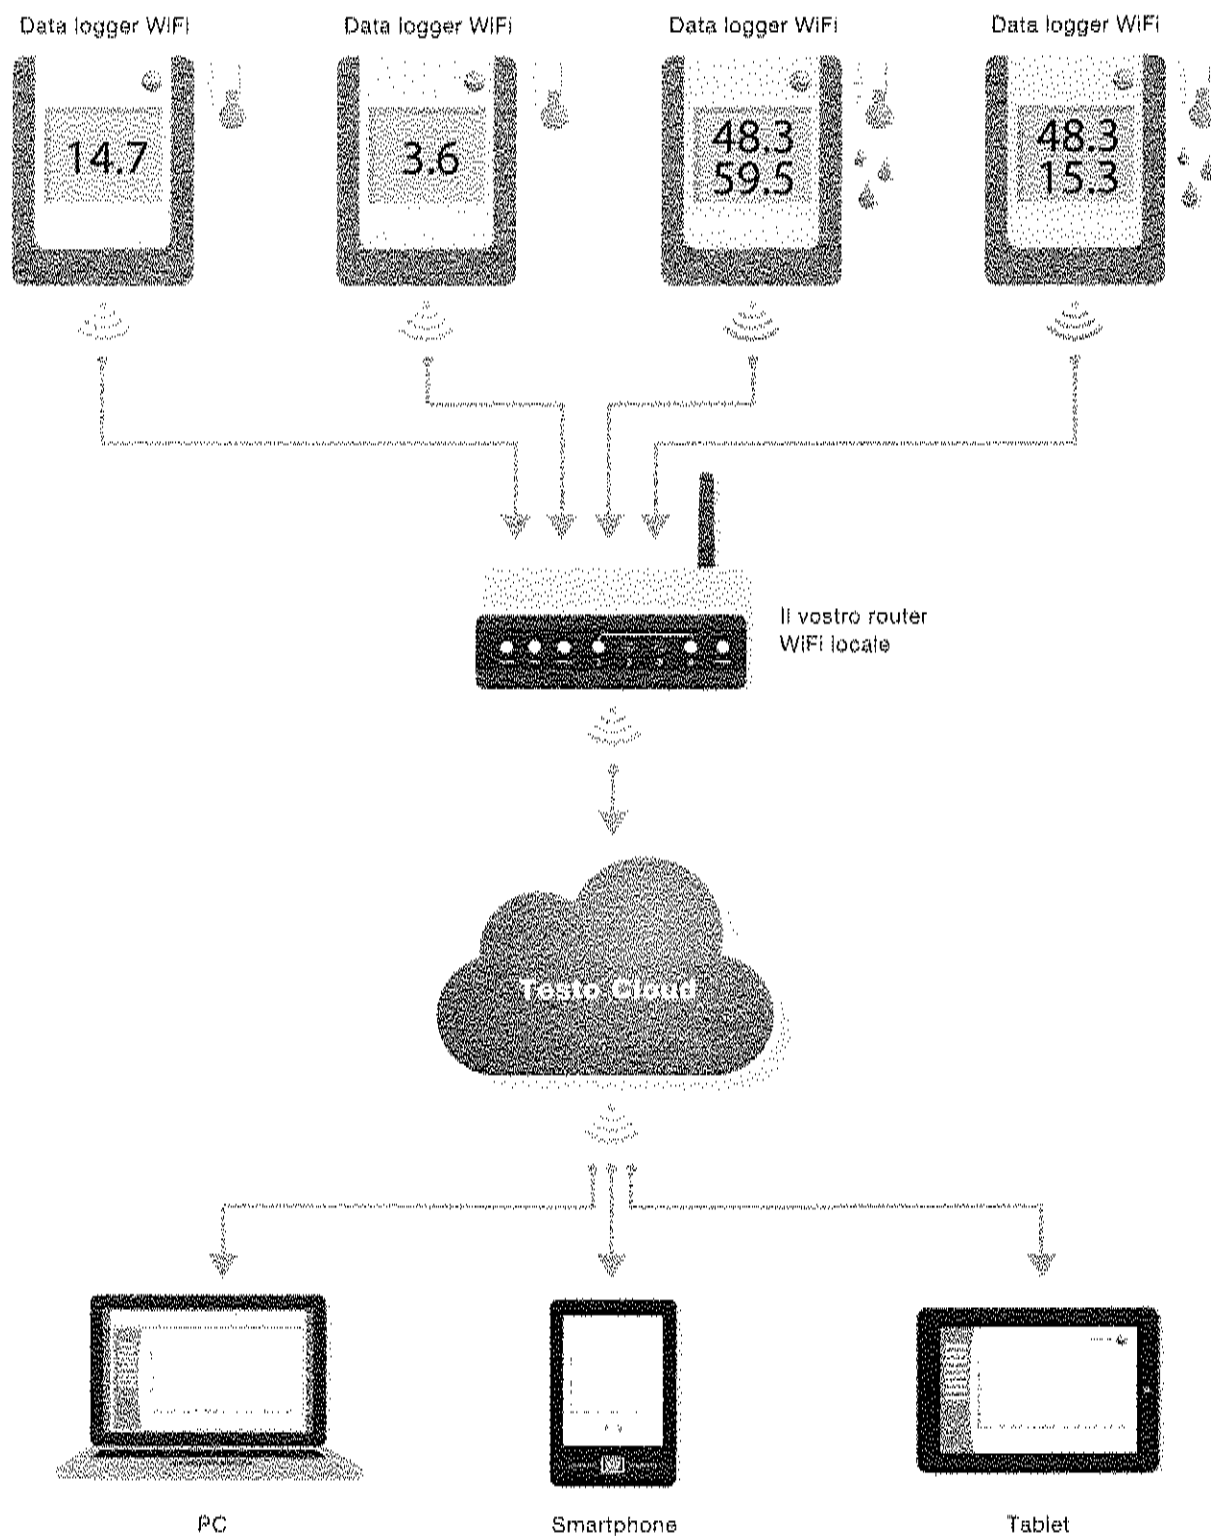 Data logger WiFi
Data logger WiFi
Data logger WiFi
Data logger WiFi
14.7
3.6
48.3
59.5
48.3
15.3
Il vostro router
WiFi locale
Testo Cloud
PC
Smartphone
Tablet